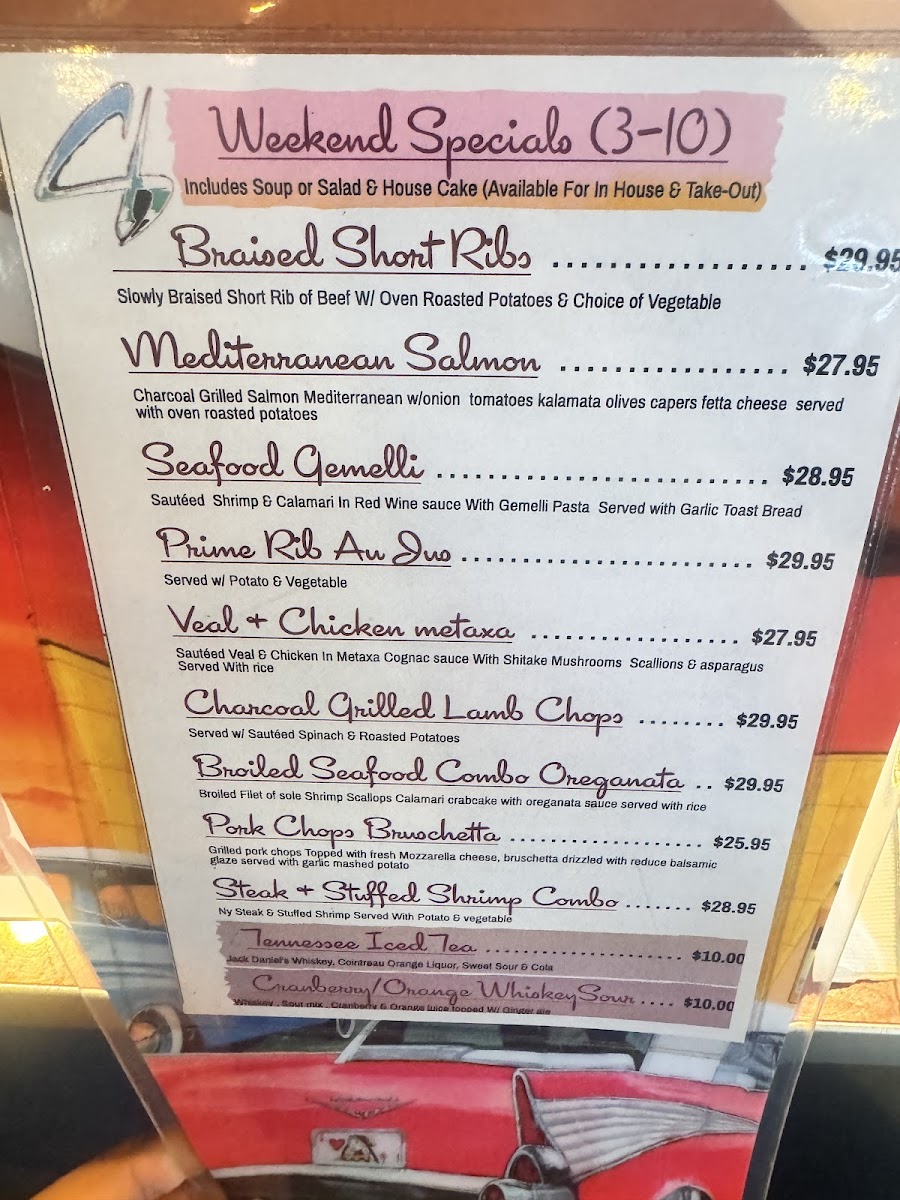 Weekend Specials (3-10)
Includes Soup or Salad & House Cake (Available For In House & Take-Out)
Braised Short Ribs .................. $29.95
Slowly Braised Short Rib of Beef W/ Oven Roasted Potatoes & Choice of Vegetable
Mediterranean Salmon ................. $27.95
Charcoal Grilled Salmon Mediterranean w/onion tomatoes kalamata olives capers fetta cheese served
with oven roasted potatoes
Seafood Gemelli .......................... $28.95
Sautéed Shrimp & Calamari In Red Wine sauce With Gemelli Pasta Served with Garlic Toast Bread
Prime Rib Au Jus .......................... $29.95
Served w/ Potato & Vegetable
Veal + Chicken metaxa .................. $27.95
Sautéed Veal & Chicken In Metaxa Cognac sauce With Shitake Mushrooms Scallions & asparagus
Served With rice
Charcoal Grilled Lamb Chops ........ $29.95
Served w/ Sautéed Spinach & Roasted Potatoes
Broiled Seafood Combo Oreganata .. $29.95
Broiled Filet of sole Shrimp Scallops Calamari crabcake with oreganata sauce served with rice
Pork Chops Bruschetta ................... $25.95
Grilled pork chops Topped with fresh Mozzarella cheese, bruschetta drizzled with reduce balsamic
glaze served with garlic mashed potato
Steak + Stuffed Shrimp Combo ....... $28.95
Ny Steak & Stuffed Shrimp Served With Potato & vegetable
Tennessee Iced Tea ..................... $10.00
Jack Daniel's Whiskey, Cointreau Orange Liquor, Sweet Sour & Cola
Cranberry/Orange Whiskey Sour .... $10.00
Whiskey, Sour mix, Cranberry & Orange juice topped W/ Ginger ale